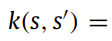 k(s, s′) =